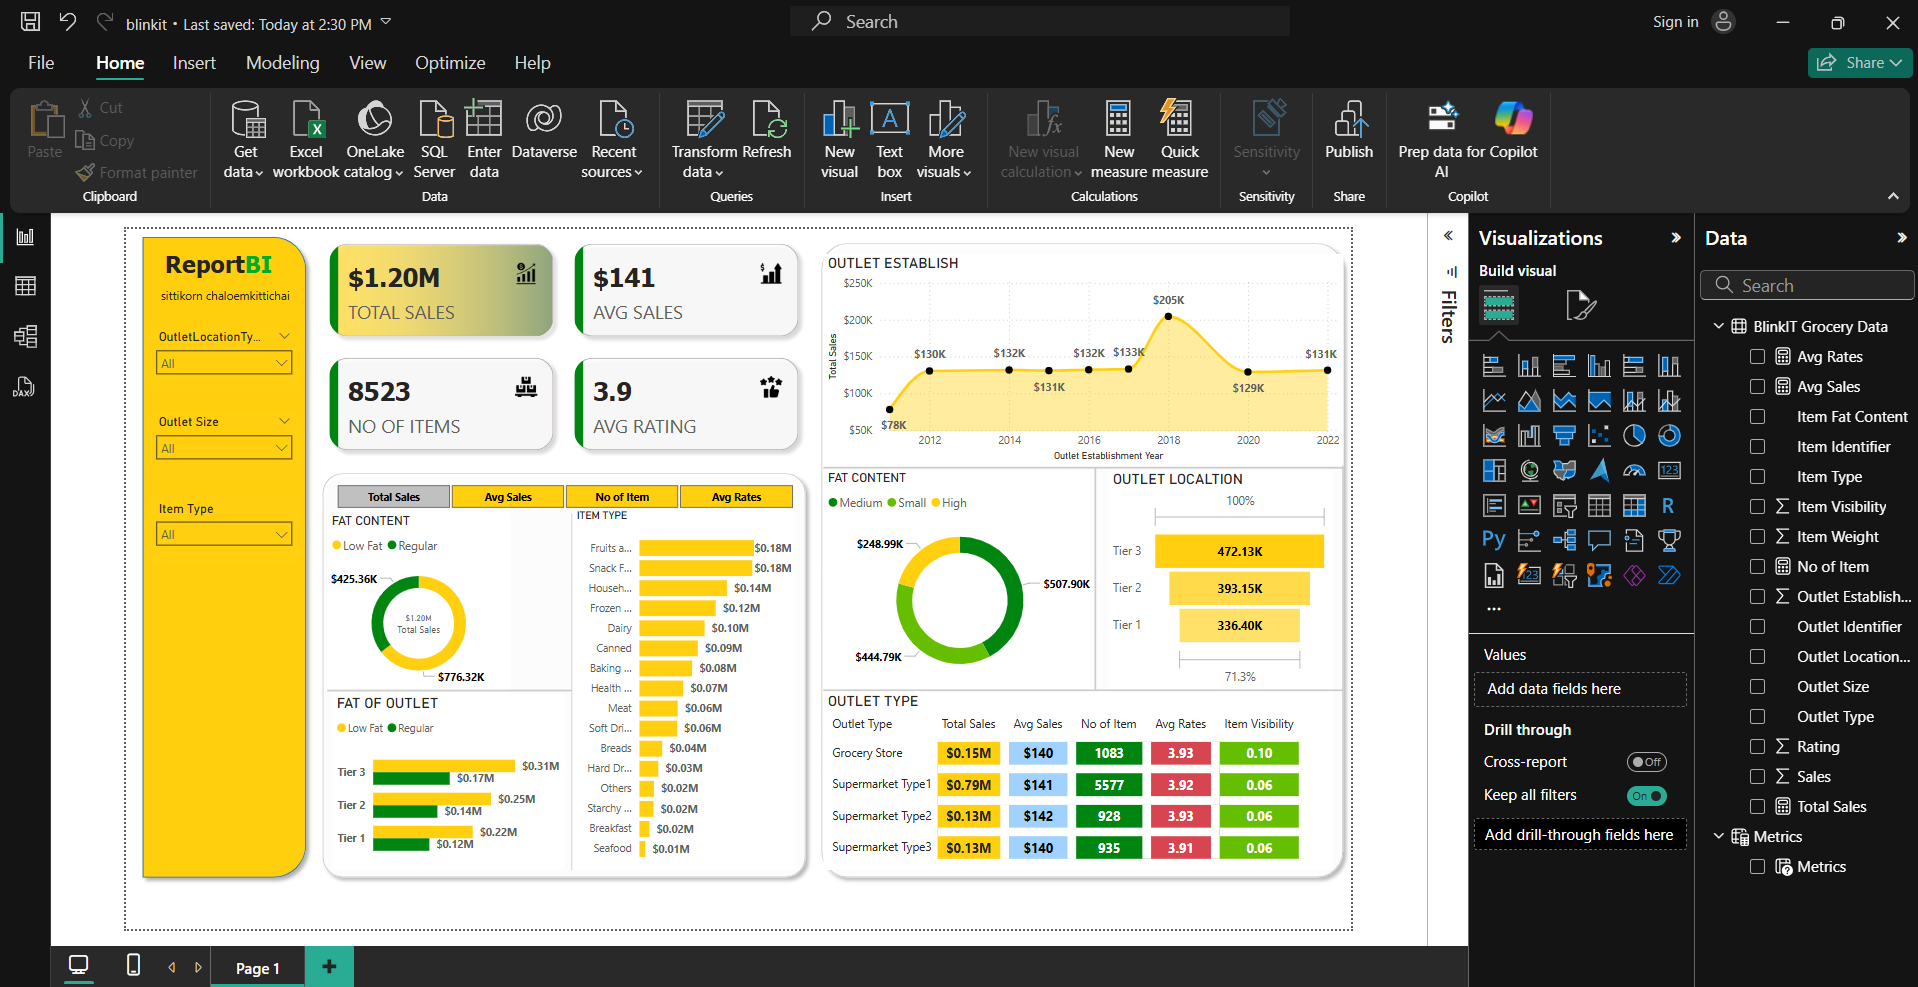 blinkit • Last saved: Today at 2:30 PM
Search
Sign in
File
Home
Insert
Modeling
View
Optimize
Help
Share
Paste
Cut
Copy
Format painter
Clipboard
Get data
Excel workbook
OneLake catalog
SQL Server
Enter data
Dataverse
Recent sources
Data
Transform data
Refresh
Queries
New visual
Text box
More visuals
Insert
New visual calculation
New measure
Quick measure
Calculations
Sensitivity
Sensitivity
Publish
Share
Prep data for AI
Copilot
Copilot
ReportBI
sittikorn chaloemkittichai
OutletLocationTy...
All
Outlet Size
All
Item Type
All
$1.20M
TOTAL SALES
$141
AVG SALES
8523
NO OF ITEMS
3.9
AVG RATING
Total Sales
Avg Sales
No of Item
Avg Rates
FAT CONTENT
Low Fat
Regular
$425.36K
$1.20M
Total Sales
$776.32K
FAT OF OUTLET
Low Fat
Regular
Tier 3
$0.31M
$0.17M
Tier 2
$0.25M
$0.14M
Tier 1
$0.22M
$0.12M
ITEM TYPE
Fruits a... $0.18M
Snack F... $0.18M
Househ... $0.14M
Frozen ... $0.12M
Dairy $0.10M
Canned $0.09M
Baking ... $0.08M
Health ... $0.07M
Meat $0.06M
Soft Dri... $0.06M
Breads $0.04M
Hard Dr... $0.03M
Others $0.02M
Starchy ... $0.02M
Breakfast $0.02M
Seafood $0.01M
OUTLET ESTABLISH
Total Sales
$250K
$200K
$150K
$100K
$50K
$78K
$130K
$132K
$131K
$132K
$133K
$205K
$129K
$131K
2012
2014
2016
2018
2020
2022
Outlet Establishment Year
FAT CONTENT
Medium
Small
High
$248.99K
$507.90K
$444.79K
OUTLET LOCALTION
100%
Tier 3 472.13K
Tier 2 393.15K
Tier 1 336.40K
71.3%
OUTLET TYPE
Outlet Type Total Sales Avg Sales No of Item Avg Rates Item Visibility
Grocery Store $0.15M $140 1083 3.93 0.10
Supermarket Type1 $0.79M $141 5577 3.92 0.06
Supermarket Type2 $0.13M $142 928 3.93 0.06
Supermarket Type3 $0.13M $140 935 3.91 0.06
Filters
Visualizations
Build visual
123
R
Py
123
...
Values
Add data fields here
Drill through
Cross-report
Off
Keep all filters
On
Add drill-through fields here
Data
Search
BlinkIT Grocery Data
Avg Rates
Avg Sales
Item Fat Content
Item Identifier
Item Type
Item Visibility
Item Weight
No of Item
Outlet Establish...
Outlet Identifier
Outlet Location...
Outlet Size
Outlet Type
Rating
Sales
Total Sales
Metrics
Metrics
DAX
Page 1